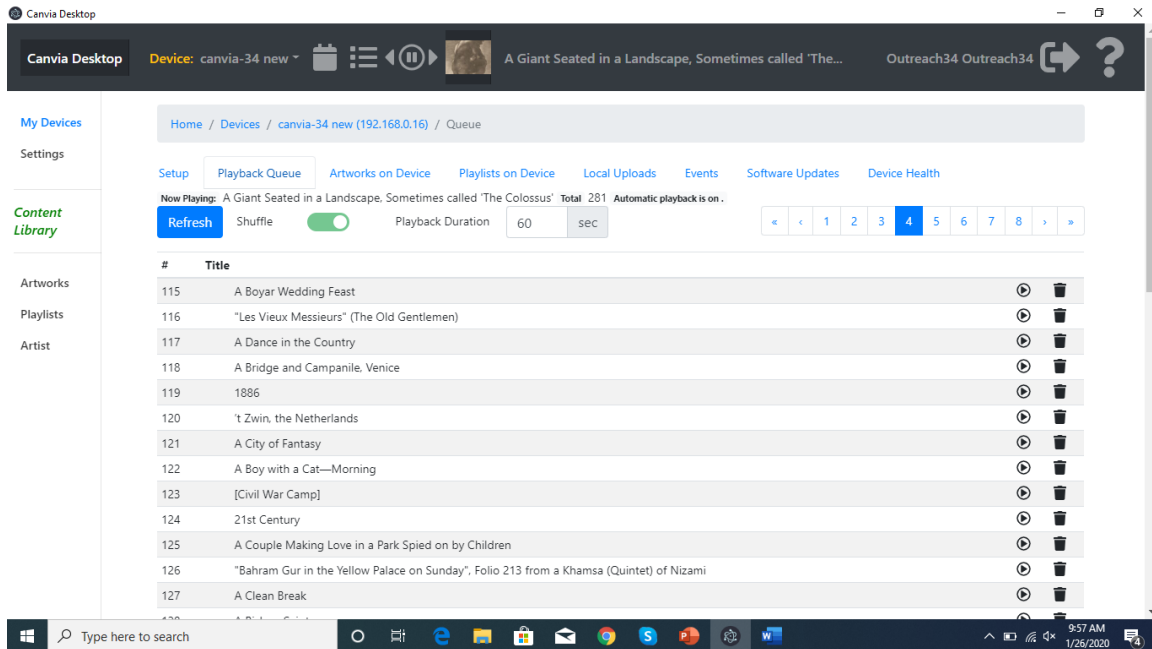 Canvia Desktop
Canvia Desktop Device: canvia-34 new A Giant Seated in a Landscape, Sometimes called 'The... Outreach34 Outreach34
My Devices
Settings
Content
Library
Artworks
Playlists
Artist
Home / Devices / canvia-34 new (192.168.0.16) / Queue
Setup Playback Queue Artworks on Device Playlists on Device Local Uploads Events Software Updates Device Health
Now Playing: A Giant Seated in a Landscape, Sometimes called 'The Colossus' Total 281 Automatic playback is on .
Refresh Shuffle Playback Duration 60 sec « ‹ 1 2 3 4 5 6 7 8 › »
# Title
115 A Boyar Wedding Feast
116 "Les Vieux Messieurs" (The Old Gentlemen)
117 A Dance in the Country
118 A Bridge and Campanile, Venice
119 1886
120 't Zwin, the Netherlands
121 A City of Fantasy
122 A Boy with a Cat—Morning
123 [Civil War Camp]
124 21st Century
125 A Couple Making Love in a Park Spied on by Children
126 "Bahram Gur in the Yellow Palace on Sunday", Folio 213 from a Khamsa (Quintet) of Nizami
127 A Clean Break
Type here to search
9:57 AM
1/26/2020
4